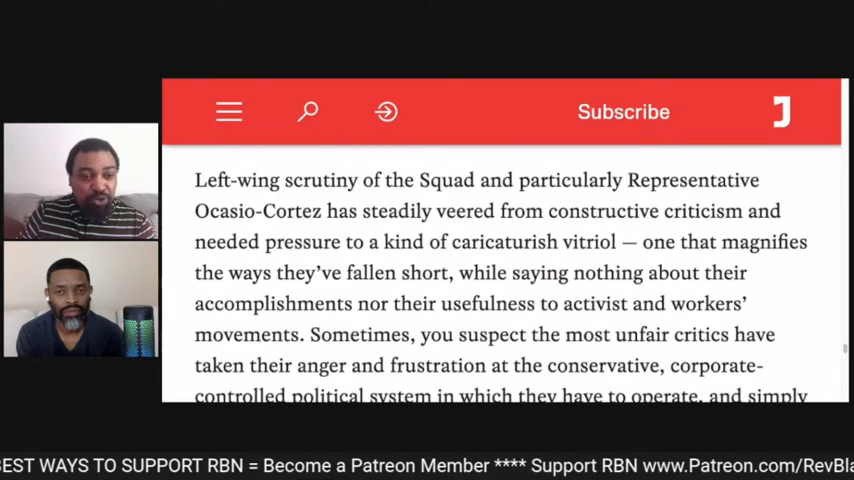 Subscribe
J
Left-wing scrutiny of the Squad and particularly Representative
Ocasio-Cortez has steadily veered from constructive criticism and
needed pressure to a kind of caricaturish vitriol — one that magnifies
the ways they’ve fallen short, while saying nothing about their
accomplishments nor their usefulness to activist and workers’
movements. Sometimes, you suspect the most unfair critics have
taken their anger and frustration at the conservative, corporate-
controlled political system in which they have to operate, and simply
BEST WAYS TO SUPPORT RBN = Become a Patreon Member **** Support RBN www.Patreon.com/RevBla